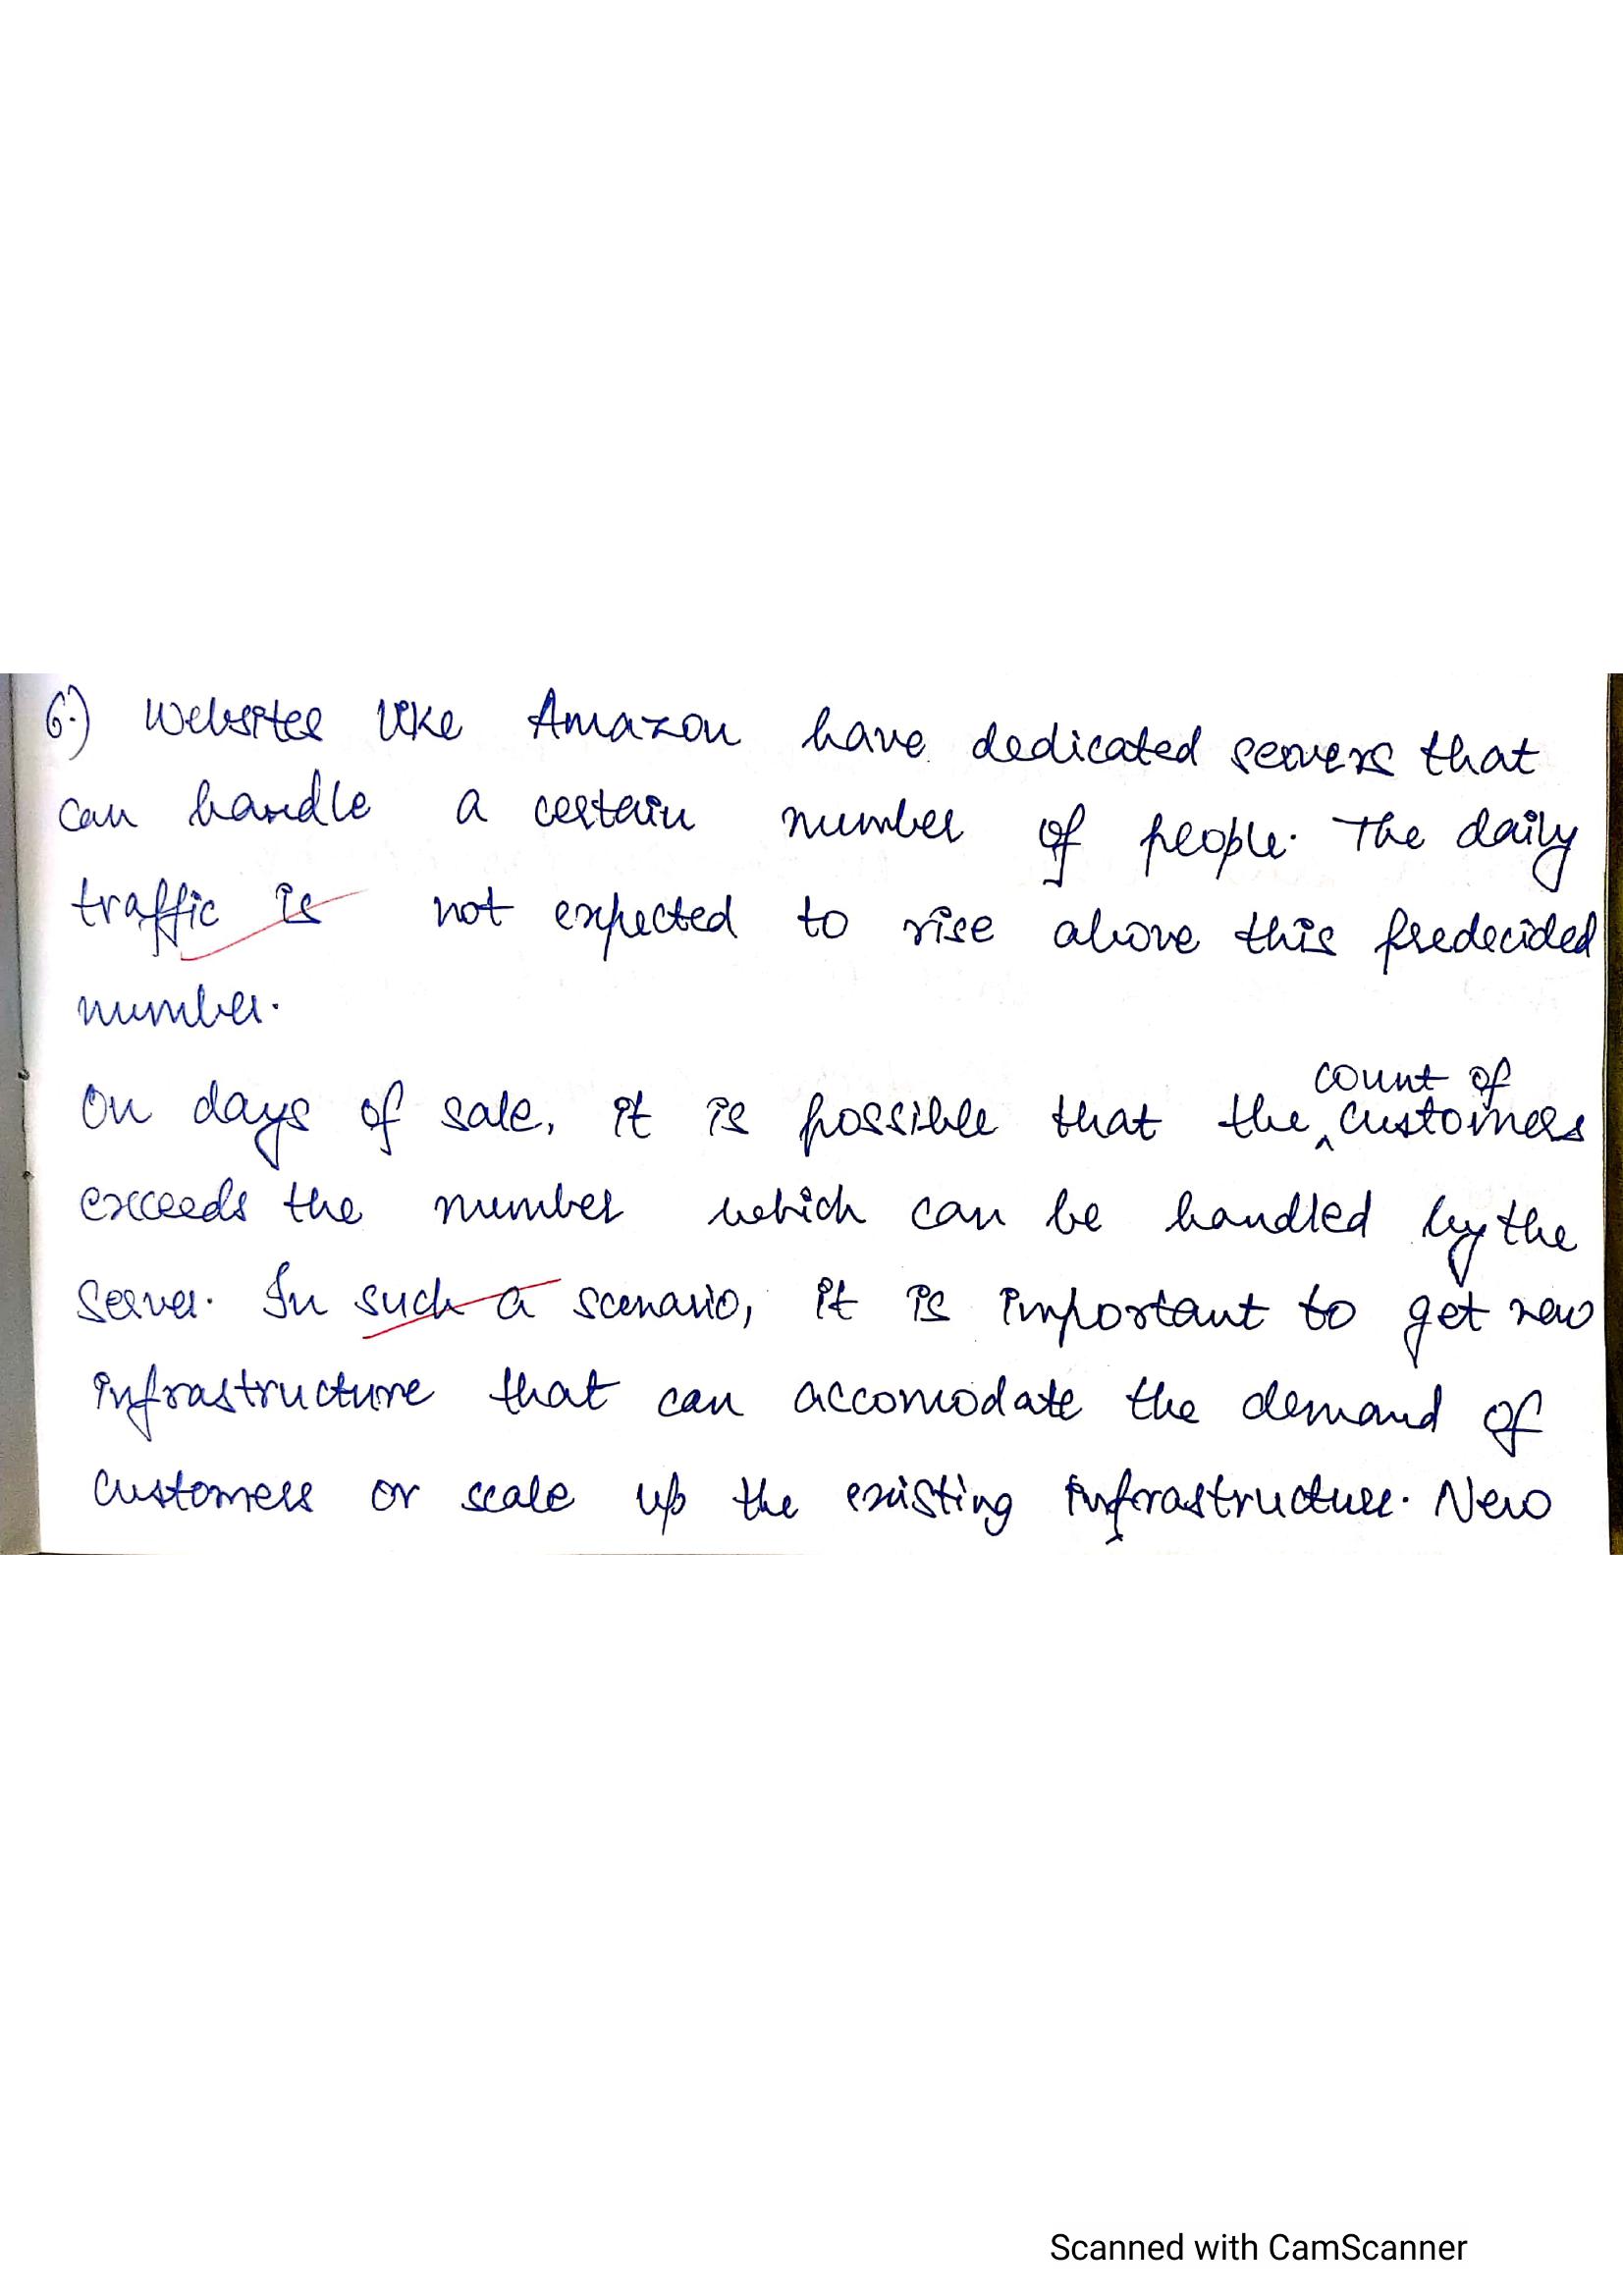 6.) Websites like Amazon have dedicated servers that
can handle a certain number of people. The daily
traffic is not expected to rise above this predecided
number.
On days of sale, it is possible that the count of customers
exceeds the number which can be handled by the
server. In such a scenario, it is important to get new
infrastructure that can accomodate the demand of
customers or scale up the existing infrastructure. New
Scanned with CamScanner